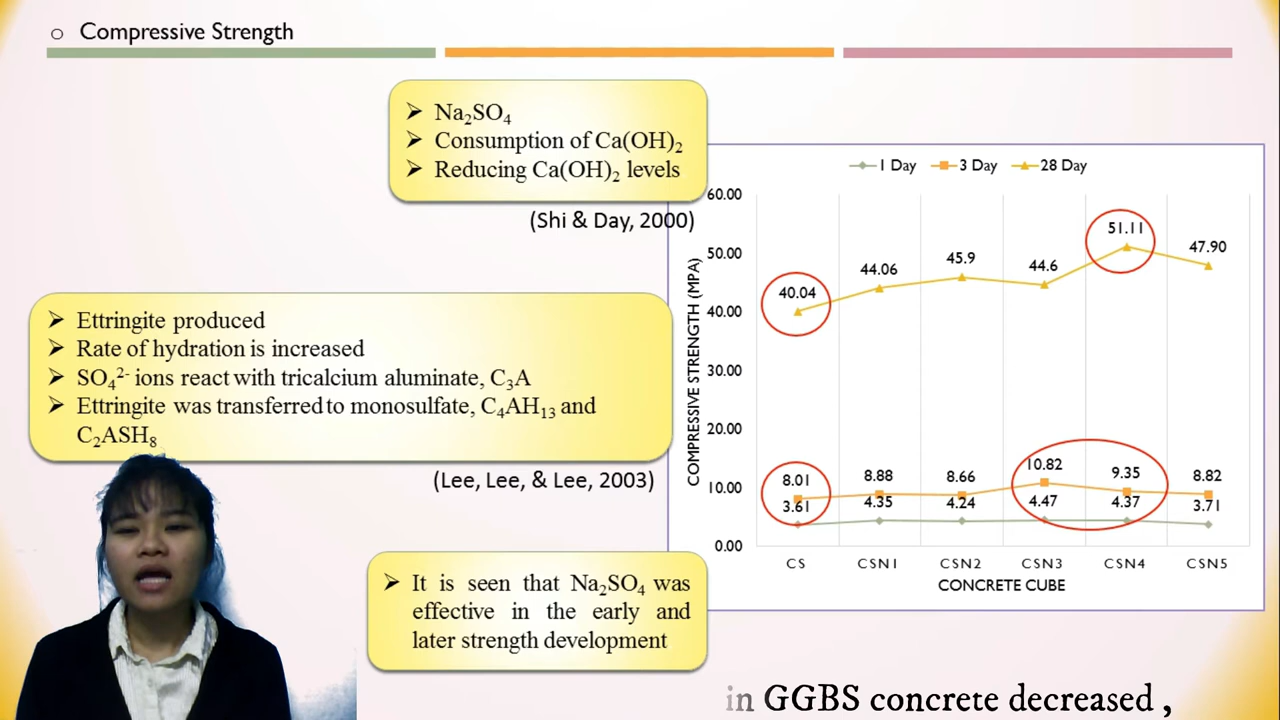 Compressive Strength
➢ Na₂SO₄
➢ Consumption of Ca(OH)₂
➢ Reducing Ca(OH)₂ levels
(Shi & Day, 2000)
➢ Ettringite produced
➢ Rate of hydration is increased
➢ SO₄²⁻ ions react with tricalcium aluminate, C₃A
➢ Ettringite was transferred to monosulfate, C₄AH₁₃ and
C₂ASH₈
(Lee, Lee, & Lee, 2003)
➢ It is seen that Na₂SO₄ was
effective in the early and
later strength development
1 Day 3 Day 28 Day
COMPRESSIVE STRENGTH (MPA)
60.00
50.00
40.00
30.00
20.00
10.00
0.00
40.04 44.06 45.9 44.6 51.11 47.90
8.01 8.88 8.66 10.82 9.35 8.82
3.61 4.35 4.24 4.47 4.37 3.71
CS CSN1 CSN2 CSN3 CSN4 CSN5
CONCRETE CUBE
in GGBS concrete decreased ,